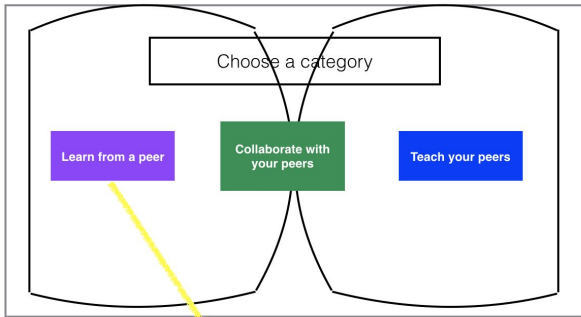 Choose a category
Learn from a peer
Collaborate with
your peers
Teach your peers